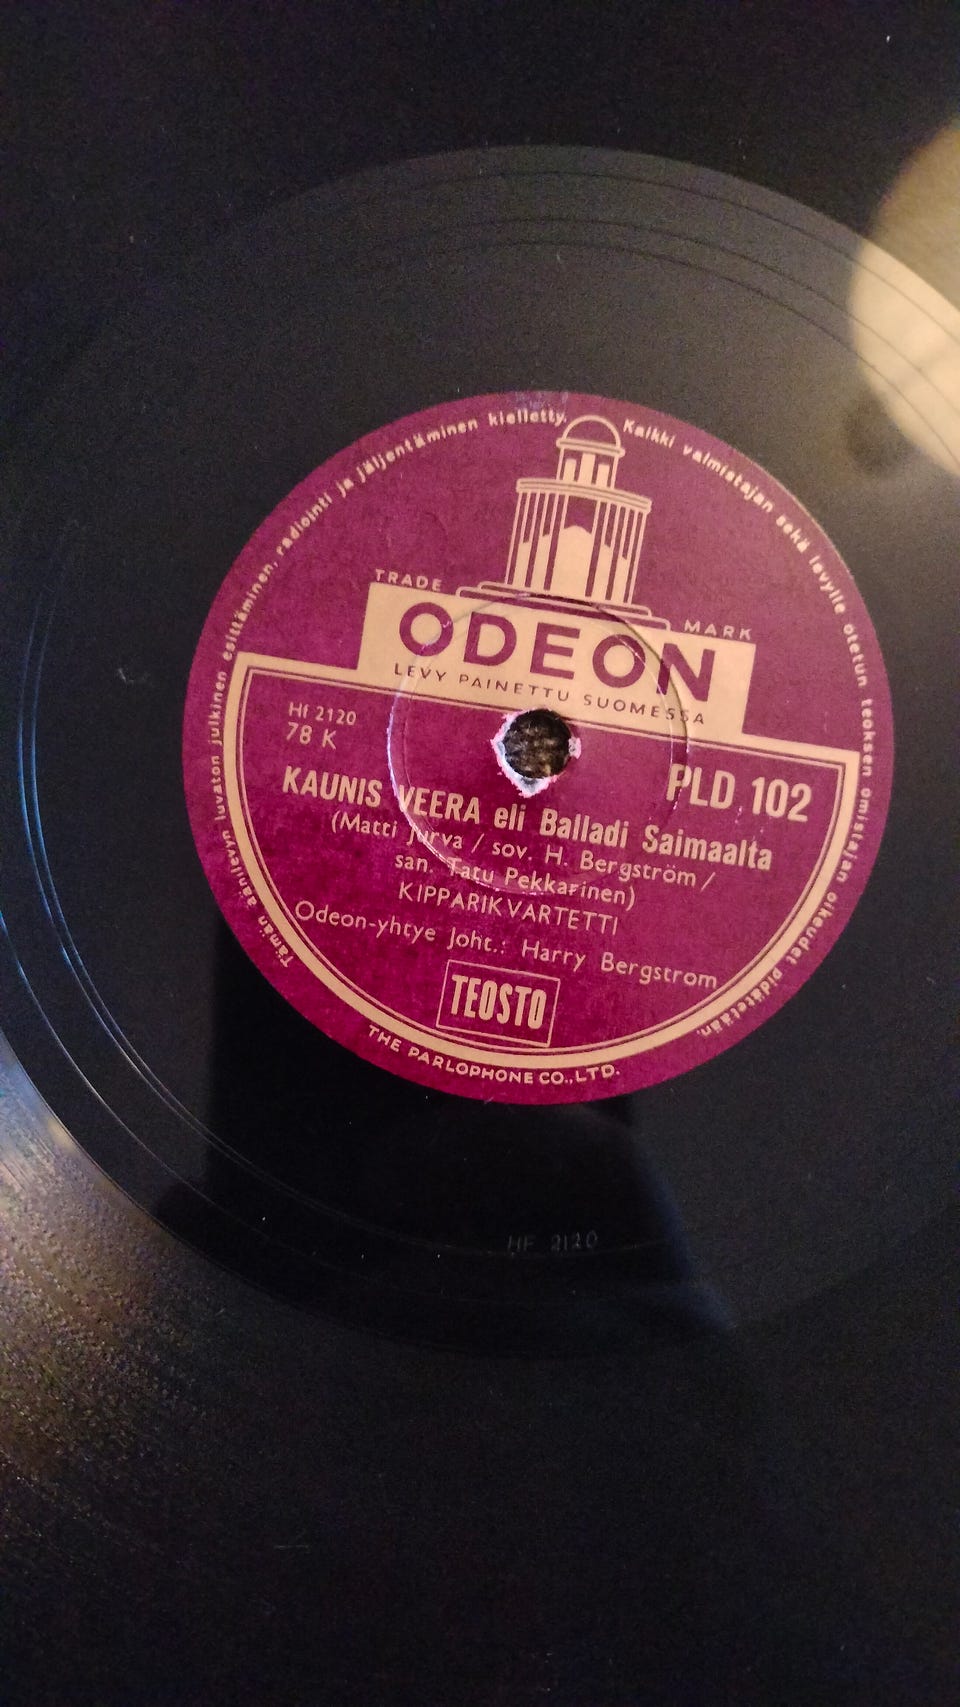 Kaikki valmistajan sekä levylle otetun teoksen omistajan oikeudet pidätetään.
Tämän äänilevyn luvaton julkinen esittäminen, radiointi ja jäljentäminen kielletty.
TRADE MARK
ODEON
LEVY PAINETTU SUOMESSA
Hf 2120
78 K
PLD 102
KAUNIS VEERA eli Balladi Saimaalta
(Matti Jurva / sov. H. Bergström /
san. Tatu Pekkarinen)
KIPPARIKVARTETTI
Odeon-yhtye Joht.: Harry Bergstrom
TEOSTO
THE PARLOPHONE CO., LTD.
HF 2120